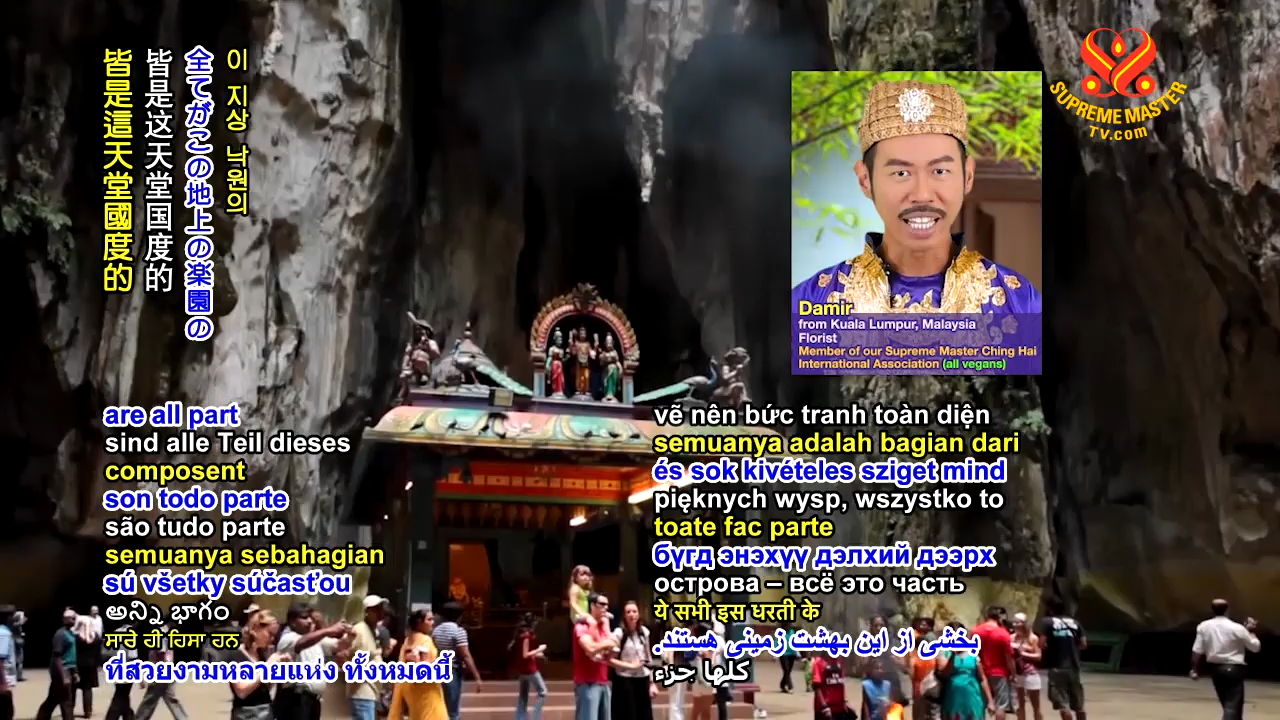 이 지상 낙원의
全てがこの地上の楽園の
皆是这天堂国度的
皆是這天堂國度的
SUPREME MASTER
TV.com
Damir
from Kuala Lumpur, Malaysia
Florist
Member of our Supreme Master Ching Hai
International Association (all vegans)
are all part
sind alle Teil dieses
composent
son todo parte
são tudo parte
semuanya sebahagian
sú všetky súčasťou
అన్ని భాగం
ਸਾਰੇ ਹੀ ਹਿਸਾ ਹਨ
ที่สวยงามหลายแห่ง ทั้งหมดนี้
vẽ nên bức tranh toàn diện
semuanya adalah bagian dari
és sok kivételes sziget mind
pięknych wysp, wszystko to
toate fac parte
бүгд энэхүү дэлхий дээрх
острова – всё это часть
ये सभी इस धरती के
بخشی از این بهشت زمینی هستند.
كلها جزء